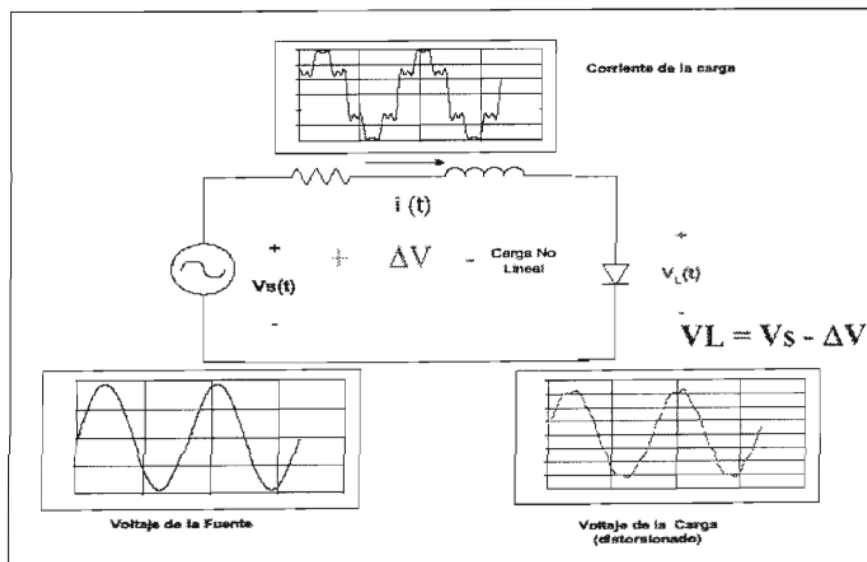 Corriente de la carga
i (t)
+
+ ΔV -
Carga No
Lineal
Vs(t)
-
+
V_L(t)
-
VL = Vs - ΔV
Voltaje de la Fuente
Voltaje de la Carga
(distorsionado)